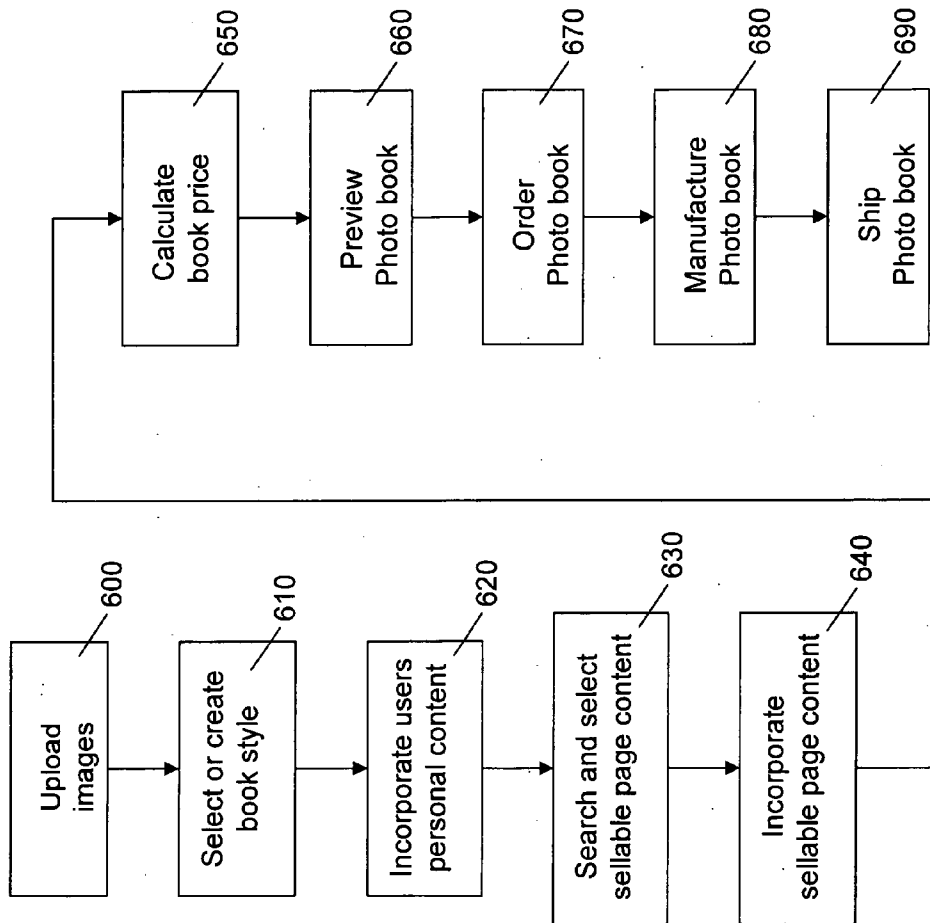 Upload
images
600
Select or create
book style
610
Incorporate users
personal content
620
Search and select
sellable page content
630
Incorporate
sellable page content
640
Calculate
book price
650
Preview
Photo book
660
Order
Photo book
670
Manufacture
Photo book
680
Ship
Photo book
690